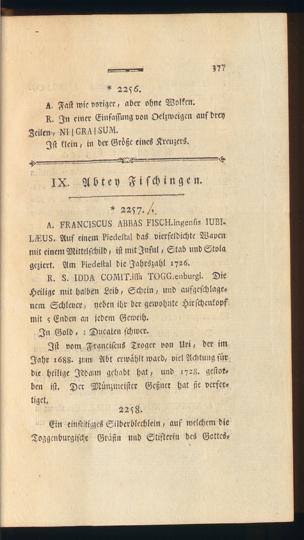 377
* 2256.
A. Fast wie voriger, aber ohne Wolken.
R. In einer Einfassung von Oelzweigen auf drey
Zeilen, NI | GRA | SUM.
Ist klein, in der Größe eines Kreuzers.
IX. Abtey Fischingen.
* 2257.
A. FRANCISCUS ABBAS FISCH.ingensis IUBI-
LÆUS. Auf einem Piedestal das vierfeldichte Wapen
mit einem Mittelschild, ist mit Inful, Stab und Stola
geziert. Am Piedestal die Jahrszahl 1726.
R. S. IDDA COMIT.issa TOGG.enburgi. Die
Heilige mit halben Leib, Schein, und aufgeschlage-
nem Schleyer, neben ihr der gewohnte Hirschenkopf
mit 5 Enden an jedem Geweih.
In Gold, Ducaten schwer.
Ist vom Franciscus Troger von Uri, der im
Jahr 1688. zum Abt erwählt ward, viel Achtung für
die heilige Iddam gehabt hat, und 1728. gestor-
ben ist. Der Münzmeister Geßner hat sie verfer-
tiget.
2258.
Ein einseitiges Silberblechlein, auf welchem die
Toggenburgische Gräfin und Stifterin des Gottes-